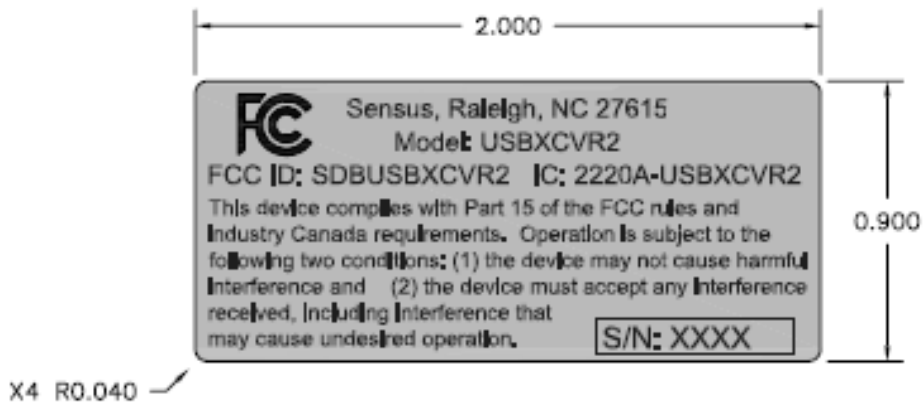 2.000
FC Sensus, Raleigh, NC 27615
Model: USBXCVR2
FCC ID: SDBUSBXCVR2 IC: 2220A-USBXCVR2
This device complies with Part 15 of the FCC rules and
Industry Canada requirements. Operation is subject to the
following two conditions: (1) the device may not cause harmful
interference and (2) the device must accept any interference
received, including interference that
may cause undesired operation.
S/N: XXXX
0.900
X4 R0.040